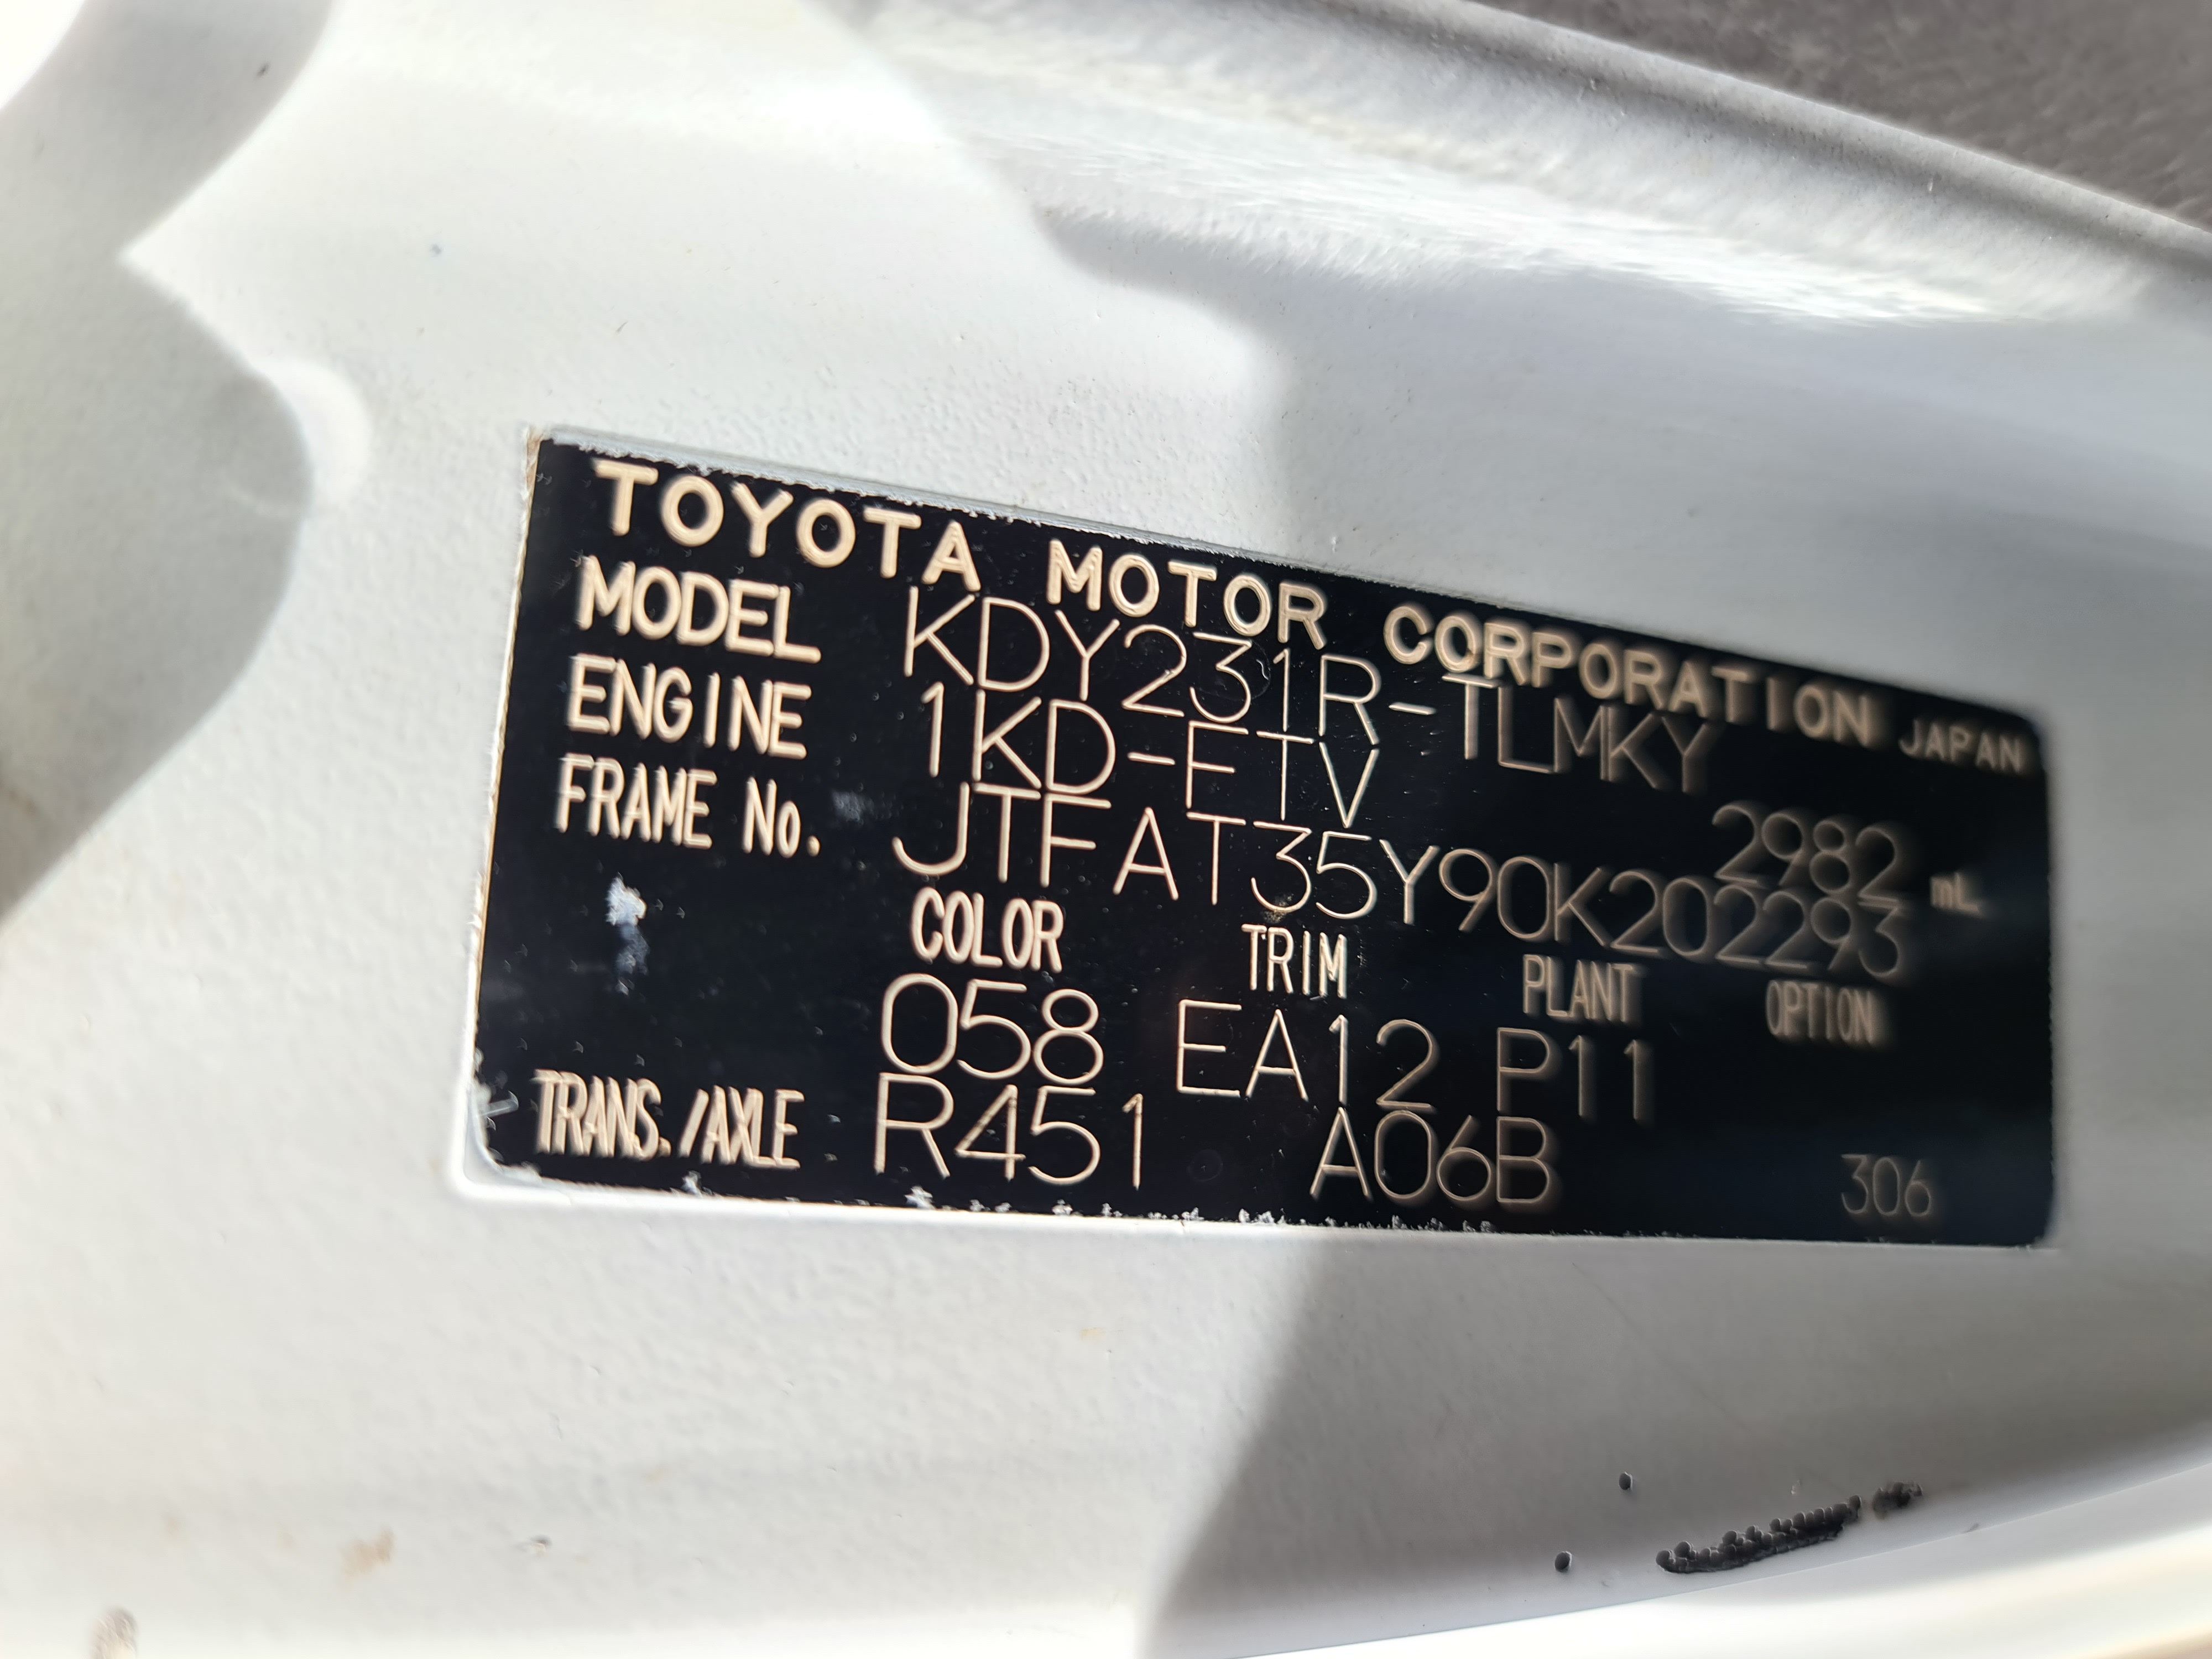 TOYOTA MOTOR CORPORATION JAPAN
MODEL KDY231R-TLMKY
ENGINE 1KD-FTV 2982 mL
FRAME No. JTFAT35Y90K202293
COLOR TRIM PLANT OPTION
058 EA12 P11
TRANS./AXLE R451 A06B 306